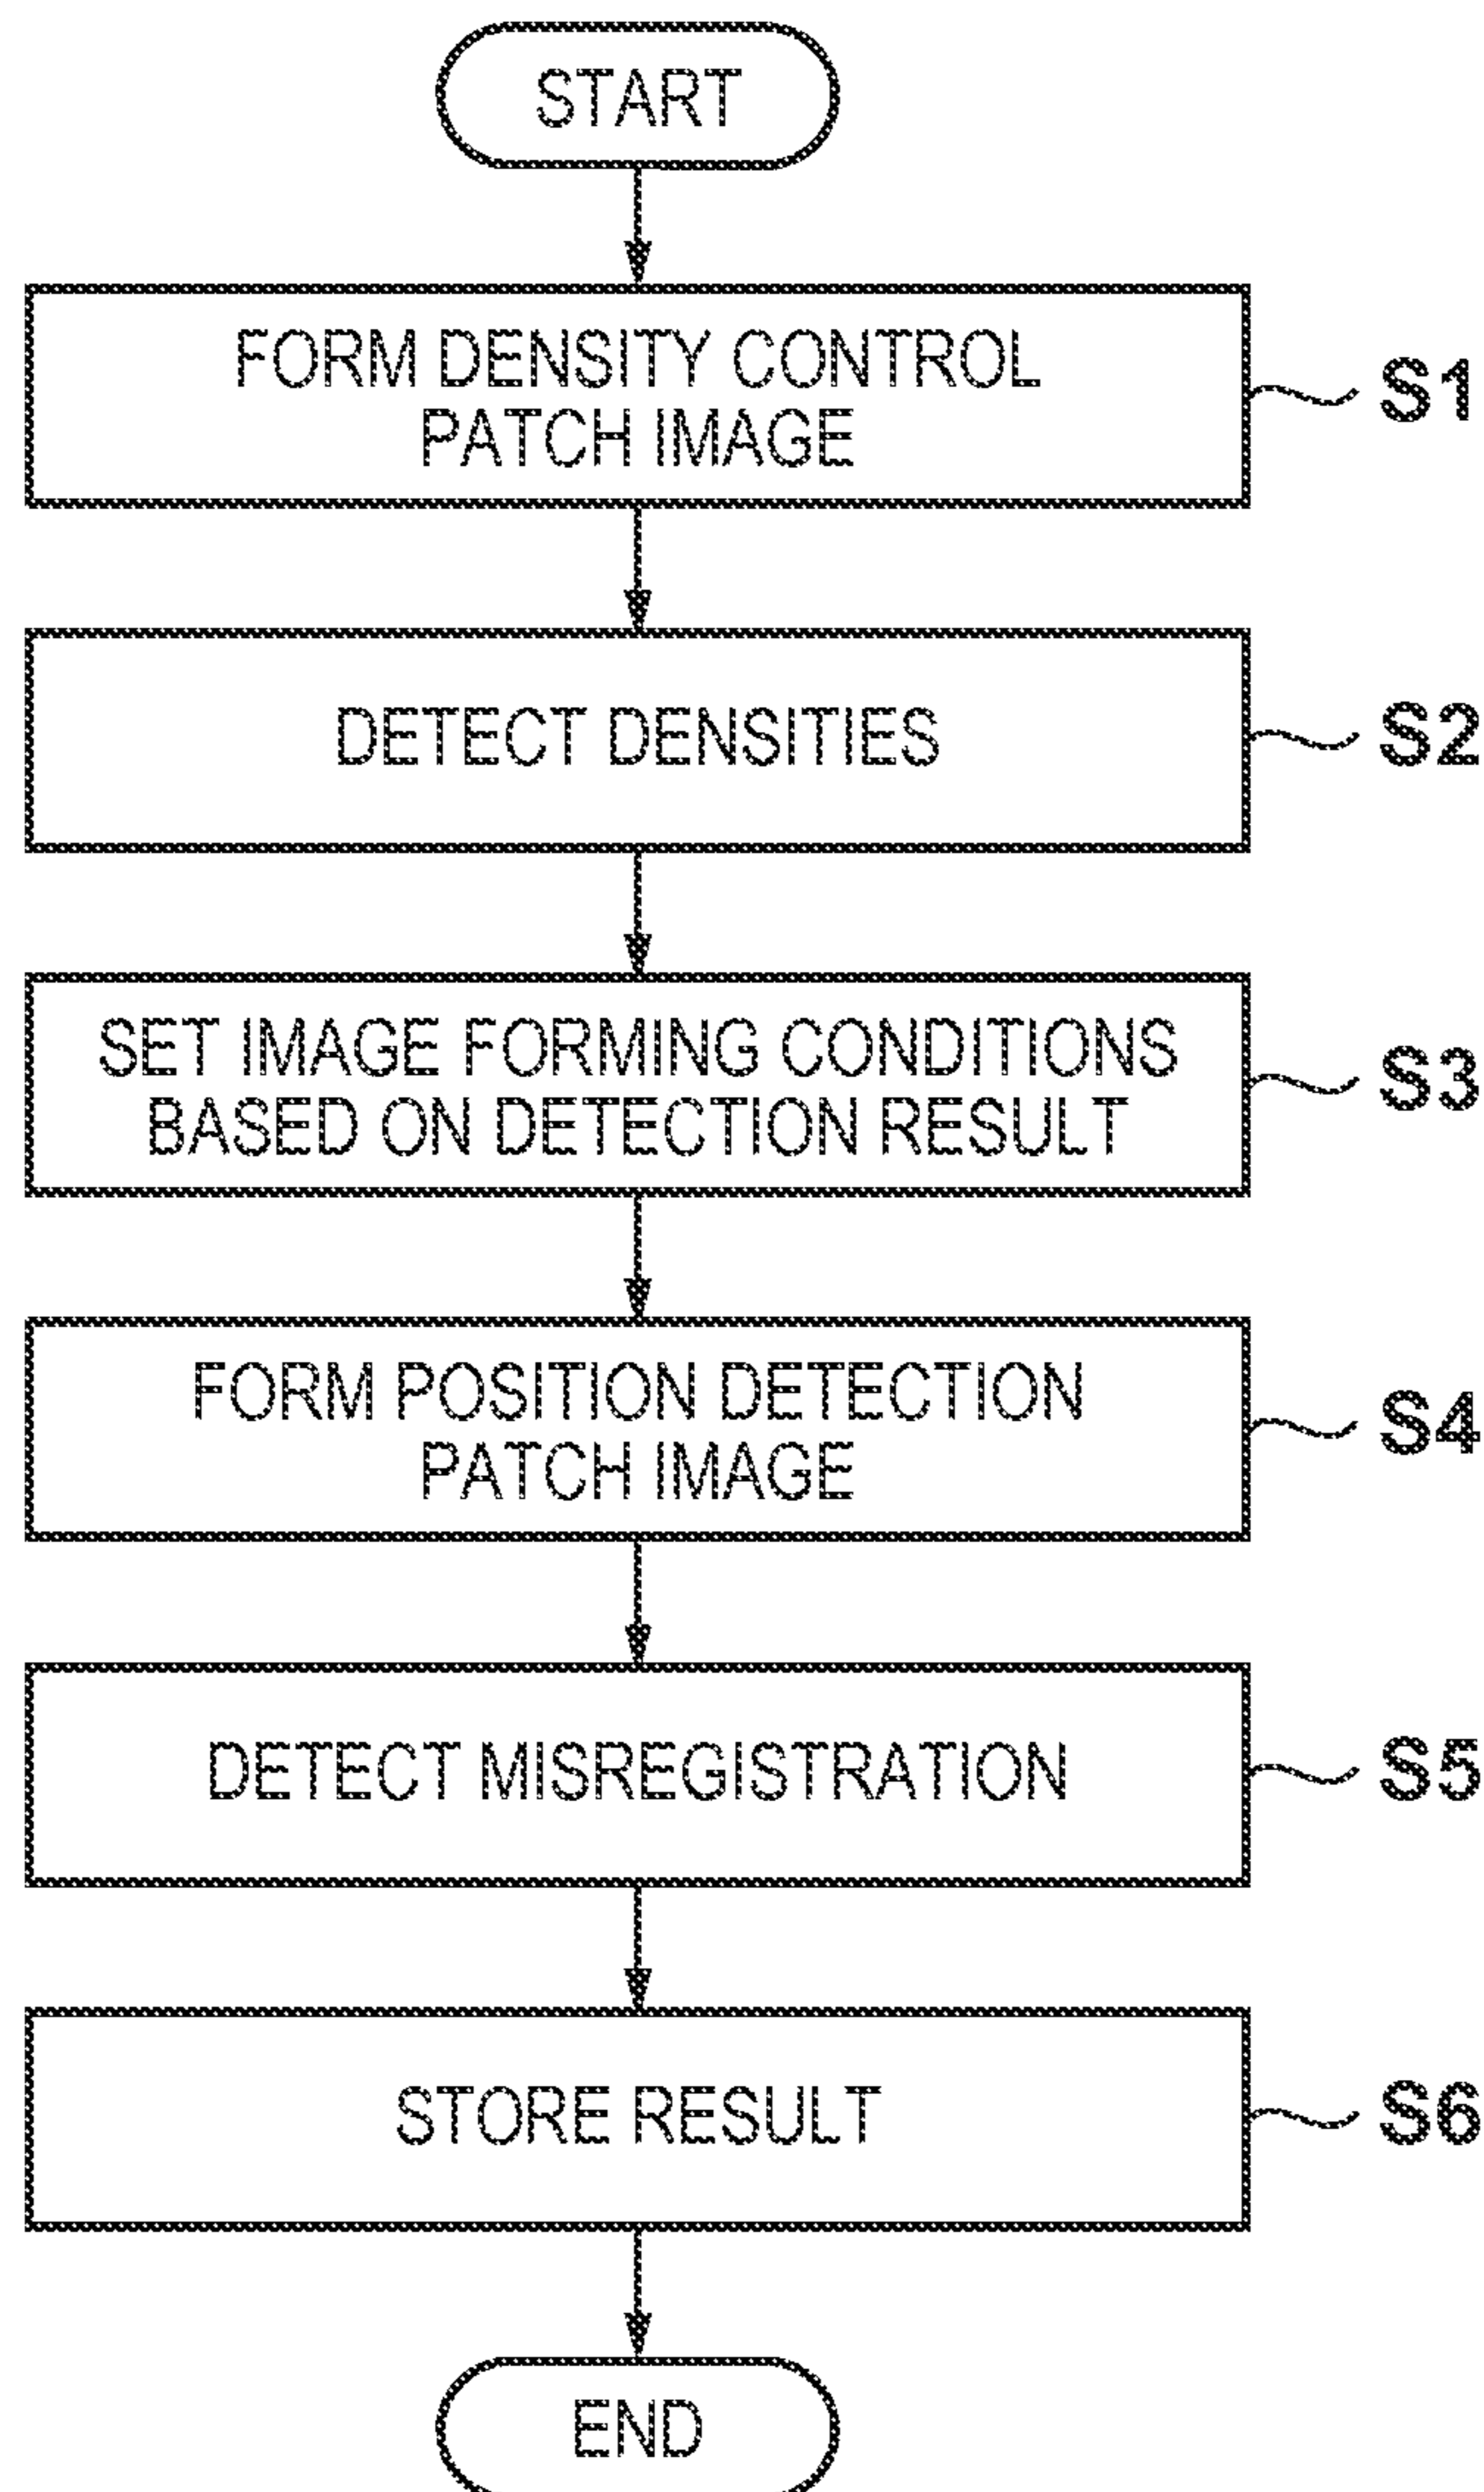 START
FORM DENSITY CONTROL
PATCH IMAGE
S1
DETECT DENSITIES
S2
SET IMAGE FORMING CONDITIONS
BASED ON DETECTION RESULT
S3
FORM POSITION DETECTION
PATCH IMAGE
S4
DETECT MISREGISTRATION
S5
STORE RESULT
S6
END